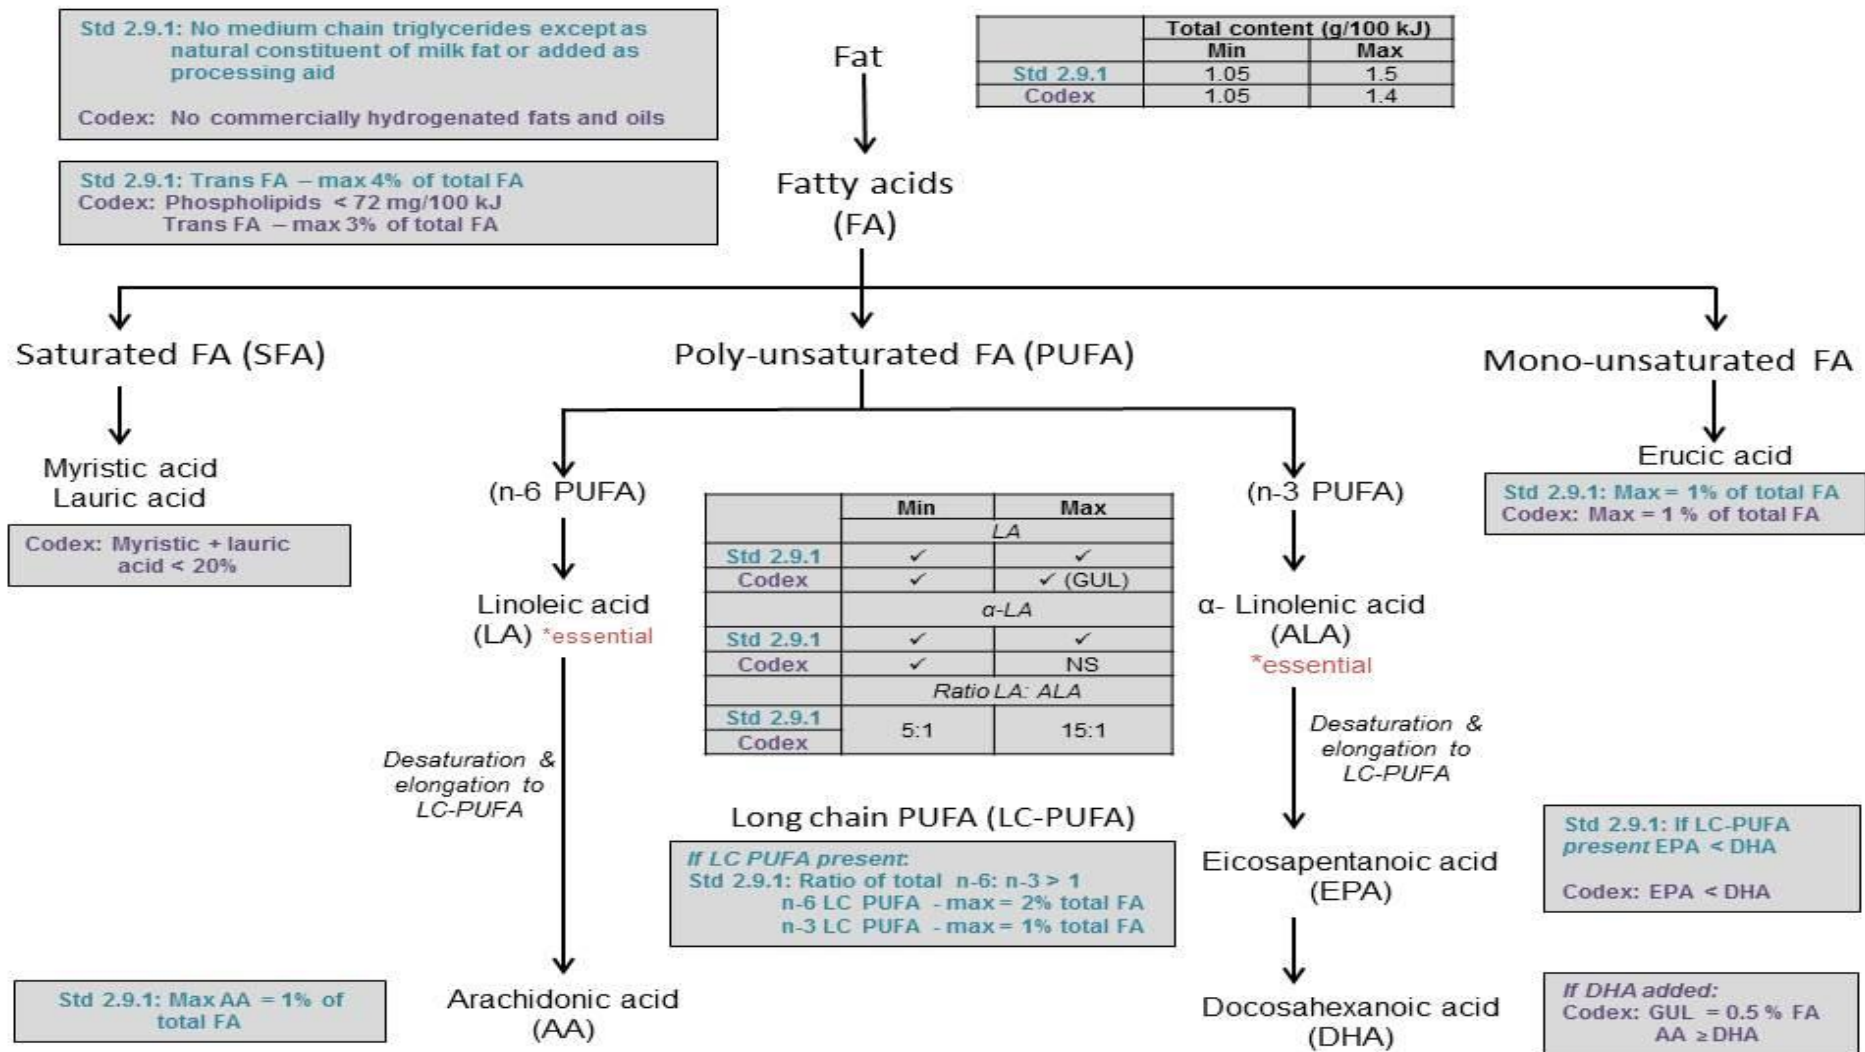 Std 2.9.1: No medium chain triglycerides except as
natural constituent of milk fat or added as
processing aid
Codex: No commercially hydrogenated fats and oils
Fat
Total content (g/100 kJ)
Min Max
Std 2.9.1 1.05 1.5
Codex 1.05 1.4
Std 2.9.1: Trans FA – max 4% of total FA
Codex: Phospholipids < 72 mg/100 kJ
Trans FA – max 3% of total FA
Fatty acids
(FA)
Saturated FA (SFA)
Poly-unsaturated FA (PUFA)
Mono-unsaturated FA
Myristic acid
Lauric acid
Codex: Myristic + lauric
acid < 20%
(n-6 PUFA)
Linoleic acid
(LA) *essential
Desaturation &
elongation to
LC-PUFA
Arachidonic acid
(AA)
Std 2.9.1: Max AA = 1% of
total FA
Min Max
LA
Std 2.9.1 ✓ ✓
Codex ✓ ✓ (GUL)
α-LA
Std 2.9.1 ✓ ✓
Codex ✓ NS
Ratio LA: ALA
Std 2.9.1
5:1 15:1
Codex
Long chain PUFA (LC-PUFA)
If LC PUFA present:
Std 2.9.1: Ratio of total n-6: n-3 > 1
n-6 LC PUFA - max = 2% total FA
n-3 LC PUFA - max = 1% total FA
(n-3 PUFA)
α- Linolenic acid
(ALA)
*essential
Desaturation &
elongation to
LC-PUFA
Eicosapentanoic acid
(EPA)
Docosahexanoic acid
(DHA)
Erucic acid
Std 2.9.1: Max = 1% of total FA
Codex: Max = 1 % of total FA
Std 2.9.1: If LC-PUFA
present EPA < DHA
Codex: EPA < DHA
If DHA added:
Codex: GUL = 0.5 % FA
AA ≥ DHA